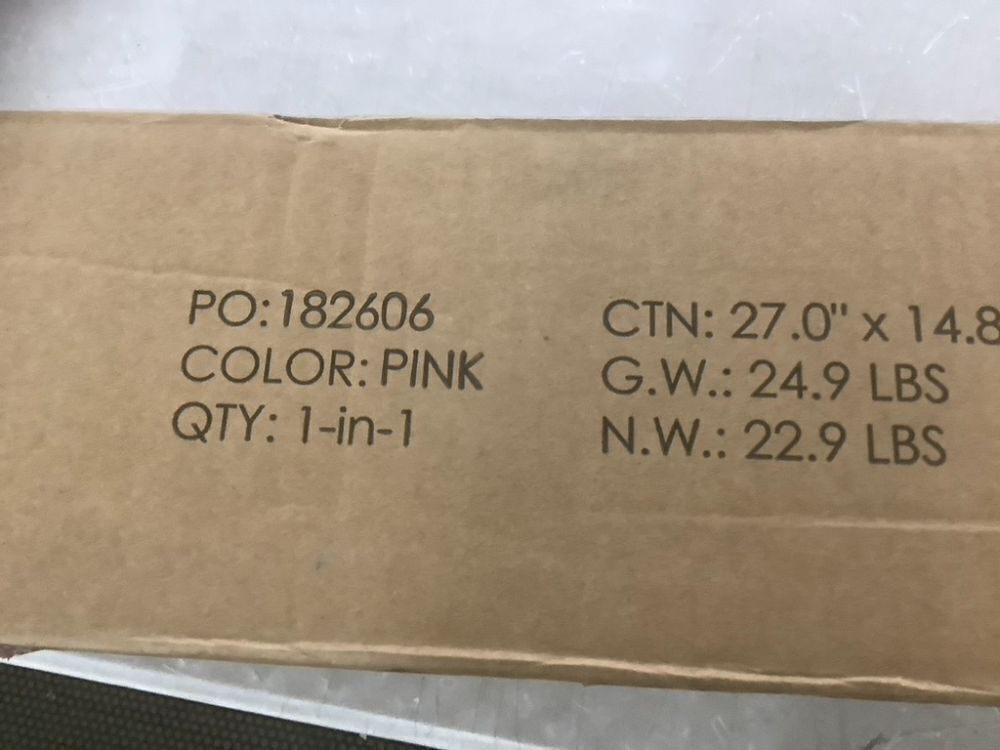 PO: 182606
COLOR: PINK
QTY: 1-in-1
CTN: 27.0" x 14.8
G.W.: 24.9 LBS
N.W.: 22.9 LBS